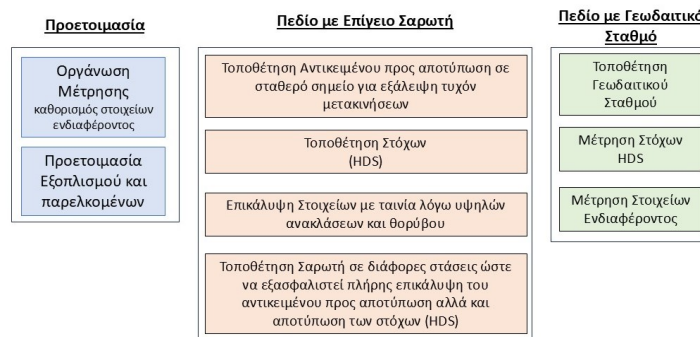 Προετοιμασία
Οργάνωση
Μέτρησης
καθορισμός στοιχείων
ενδιαφέροντος
Προετοιμασία
Εξοπλισμού και
παρελκομένων
Πεδίο με Επίγειο Σαρωτή
Τοποθέτηση Αντικειμένου προς αποτύπωση σε
σταθερό σημείο για εξάλειψη τυχόν
μετακινήσεων
Τοποθέτηση Στόχων
(HDS)
Επικάλυψη Στοιχείων με ταινία λόγω υψηλών
ανακλάσεων και θορύβου
Τοποθέτηση Σαρωτή σε διάφορες στάσεις ώστε
να εξασφαλιστεί πλήρης επικάλυψη του
αντικειμένου προς αποτύπωση αλλά και
αποτύπωση των στόχων (HDS)
Πεδίο με Γεωδαιτικό
Σταθμό
Τοποθέτηση
Γεωδαιτικού
Σταθμού
Μέτρηση Στόχων
HDS
Μέτρηση Στοιχείων
Ενδιαφέροντος